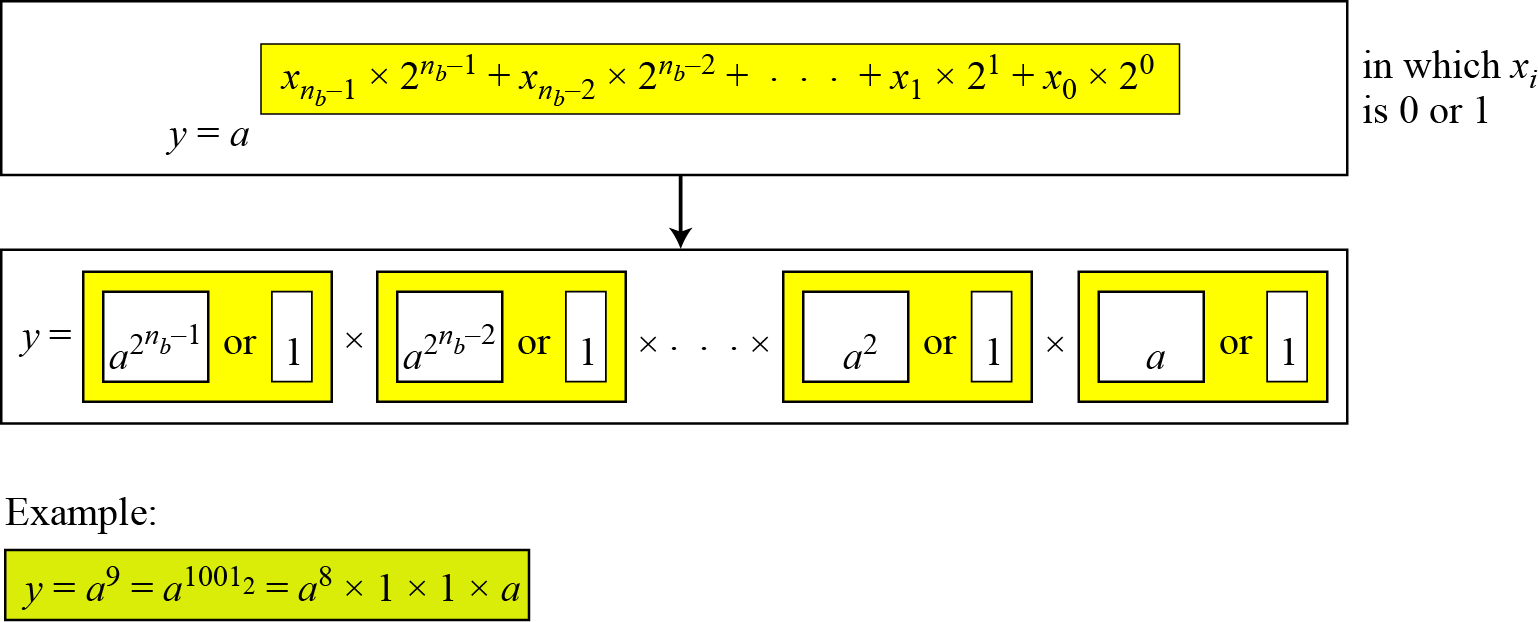 x_{n_b–1} × 2^{n_b–1} + x_{n_b–2} × 2^{n_b–2} + · · · + x_1 × 2^1 + x_0 × 2^0
y = a
in which x_i
is 0 or 1
y = a^{2^{n_b–1}} or 1 × a^{2^{n_b–2}} or 1 × · · · × a^2 or 1 × a or 1
Example:
y = a^9 = a^{1001_2} = a^8 × 1 × 1 × a